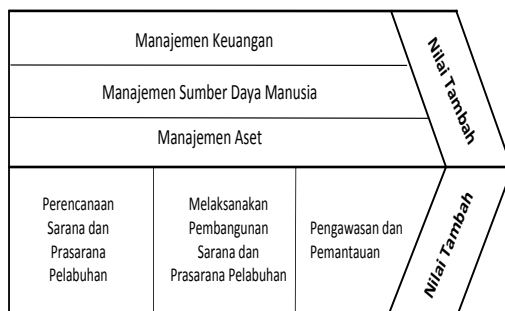 Manajemen Keuangan
Manajemen Sumber Daya Manusia
Manajemen Aset
Nilai Tambah
Perencanaan
Sarana dan
Prasarana
Pelabuhan
Melaksanakan
Pembangunan
Sarana dan
Prasarana Pelabuhan
Pengawasan dan
Pemantauan
Nilai Tambah